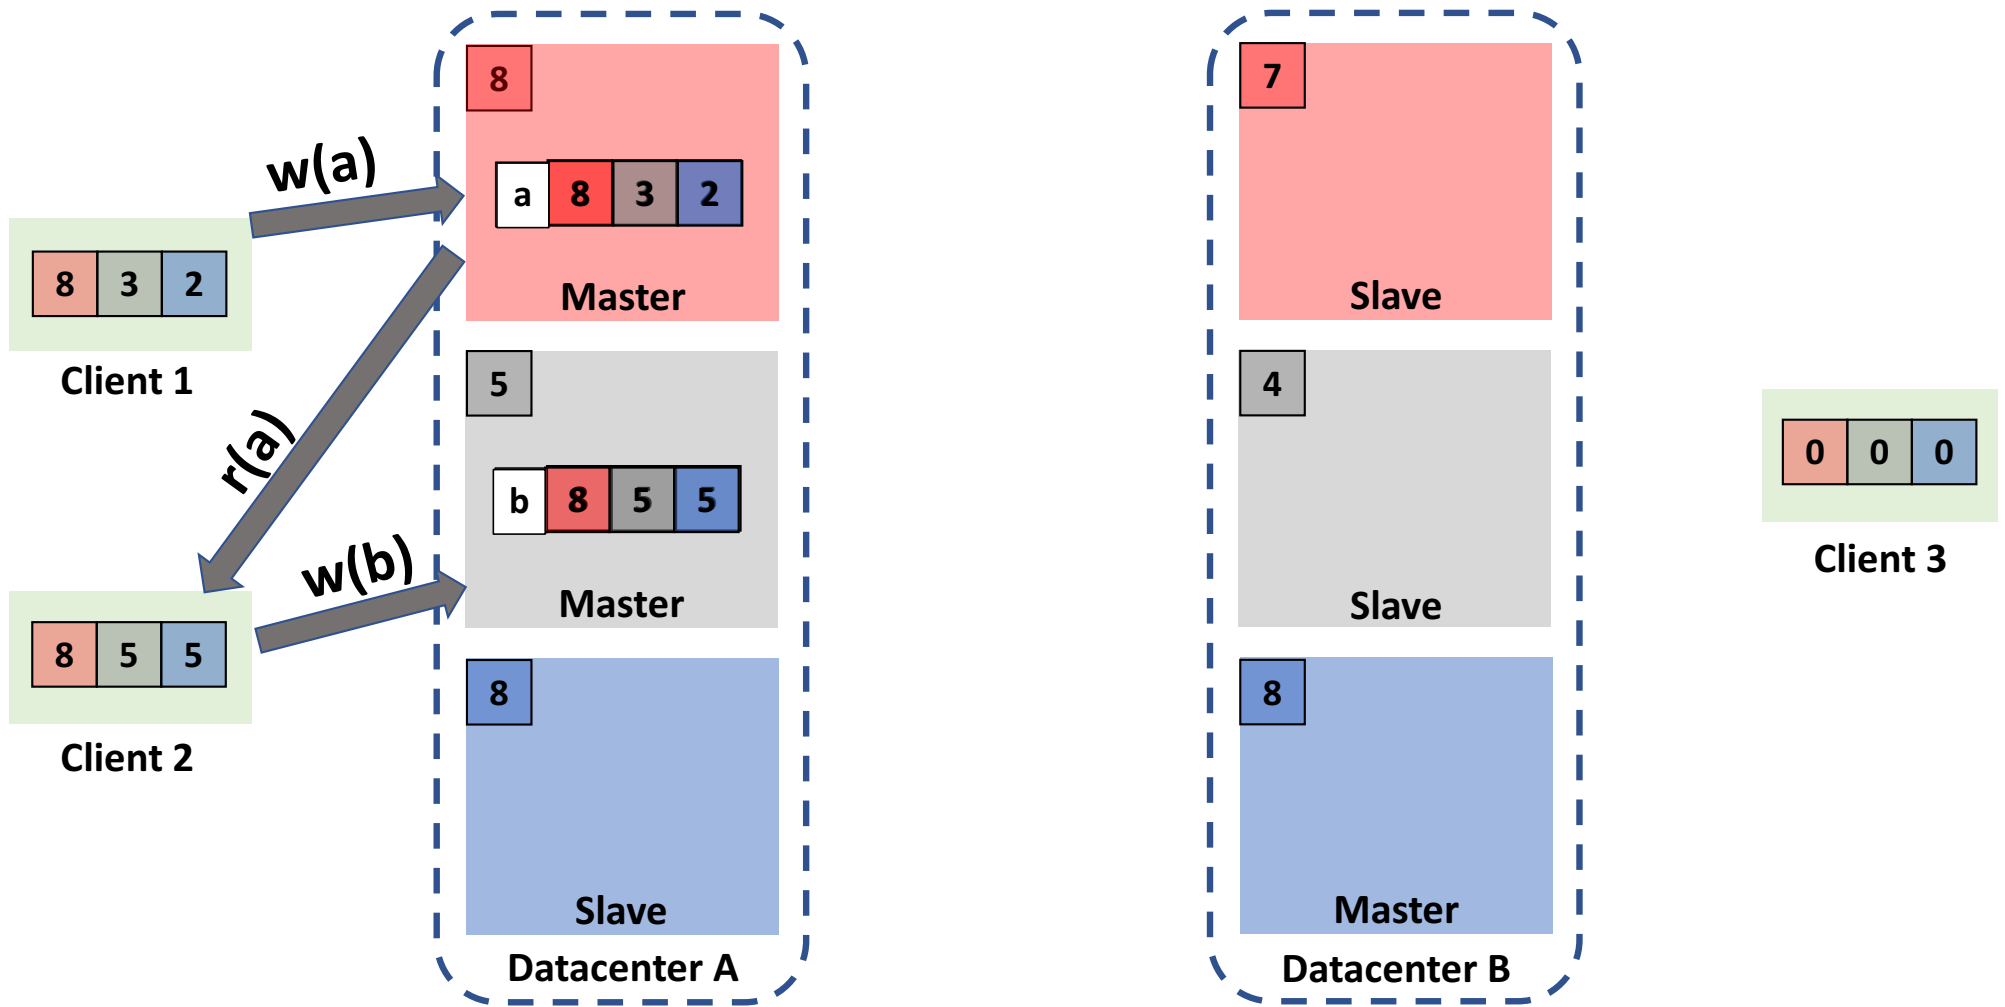 w(a)
8 3 2
Client 1
r(a)
w(b)
8 5 5
Client 2
8
a 8 3 2
Master
5
b 8 5 5
Master
8
Slave
Datacenter A
7
Slave
4
Slave
8
Master
Datacenter B
0 0 0
Client 3